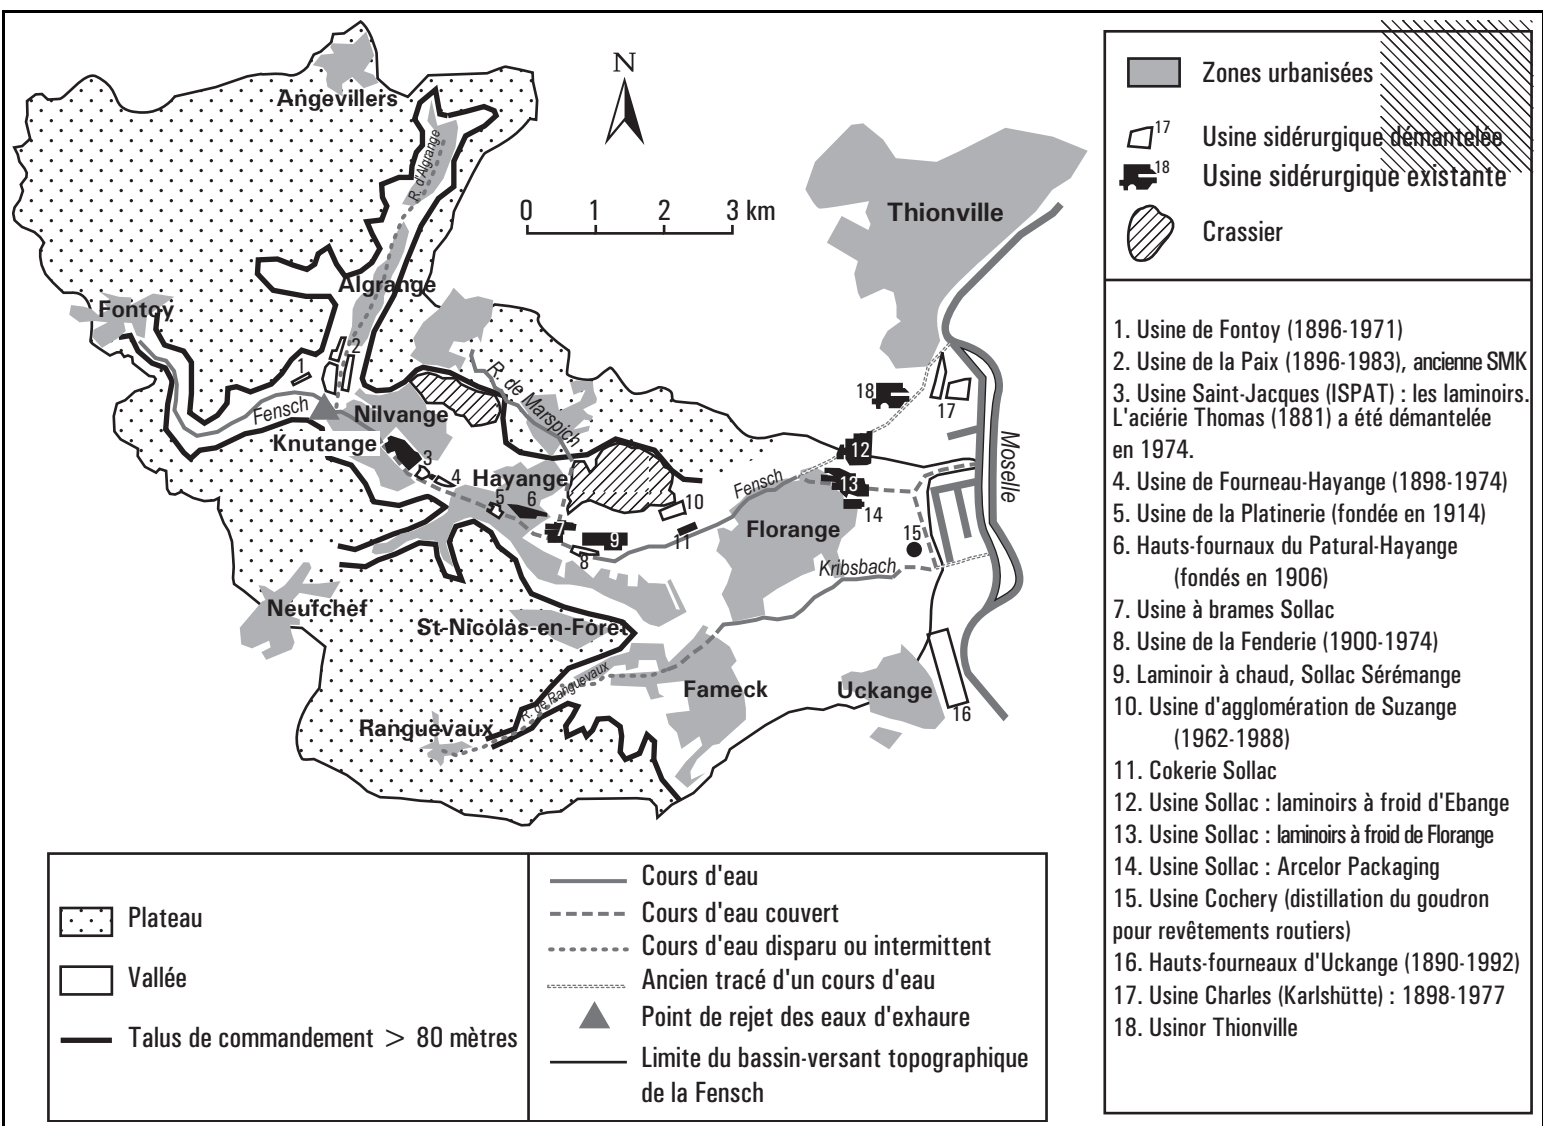 N
Angevillers
R. d'Algrange
0 1 2 3 km
Thionville
Algrange
Fontoy
2
1
R. de Marspich
18
17
Fensch
Nilvange
Knutange
3
4
Hayange
12
Moselle
Fensch
13
10
5
6
14
7
9
11
Florange
15
8
Kribsbach
Neufchef
St-Nicolas-en-Forêt
R. de Ranguevaux
Fameck
Uckange
Ranguevaux
16
Zones urbanisées
17
Usine sidérurgique démantelée
18
Usine sidérurgique existante
Crassier
1. Usine de Fontoy (1896-1971)
2. Usine de la Paix (1896-1983), ancienne SMK
3. Usine Saint-Jacques (ISPAT) : les laminoirs.
L'aciérie Thomas (1881) a été démantelée
en 1974.
4. Usine de Fourneau-Hayange (1898-1974)
5. Usine de la Platinerie (fondée en 1914)
6. Hauts-fournaux du Patural-Hayange
(fondés en 1906)
7. Usine à brames Sollac
8. Usine de la Fenderie (1900-1974)
9. Laminoir à chaud, Sollac Sérémange
10. Usine d'agglomération de Suzange
(1962-1988)
11. Cokerie Sollac
12. Usine Sollac : laminoirs à froid d'Ebange
13. Usine Sollac : laminoirs à froid de Florange
14. Usine Sollac : Arcelor Packaging
15. Usine Cochery (distillation du goudron
pour revêtements routiers)
16. Hauts-fourneaux d'Uckange (1890-1992)
17. Usine Charles (Karlshütte) : 1898-1977
18. Usinor Thionville
Plateau
Vallée
Talus de commandement > 80 mètres
Cours d'eau
Cours d'eau couvert
Cours d'eau disparu ou intermittent
Ancien tracé d'un cours d'eau
Point de rejet des eaux d'exhaure
Limite du bassin-versant topographique
de la Fensch